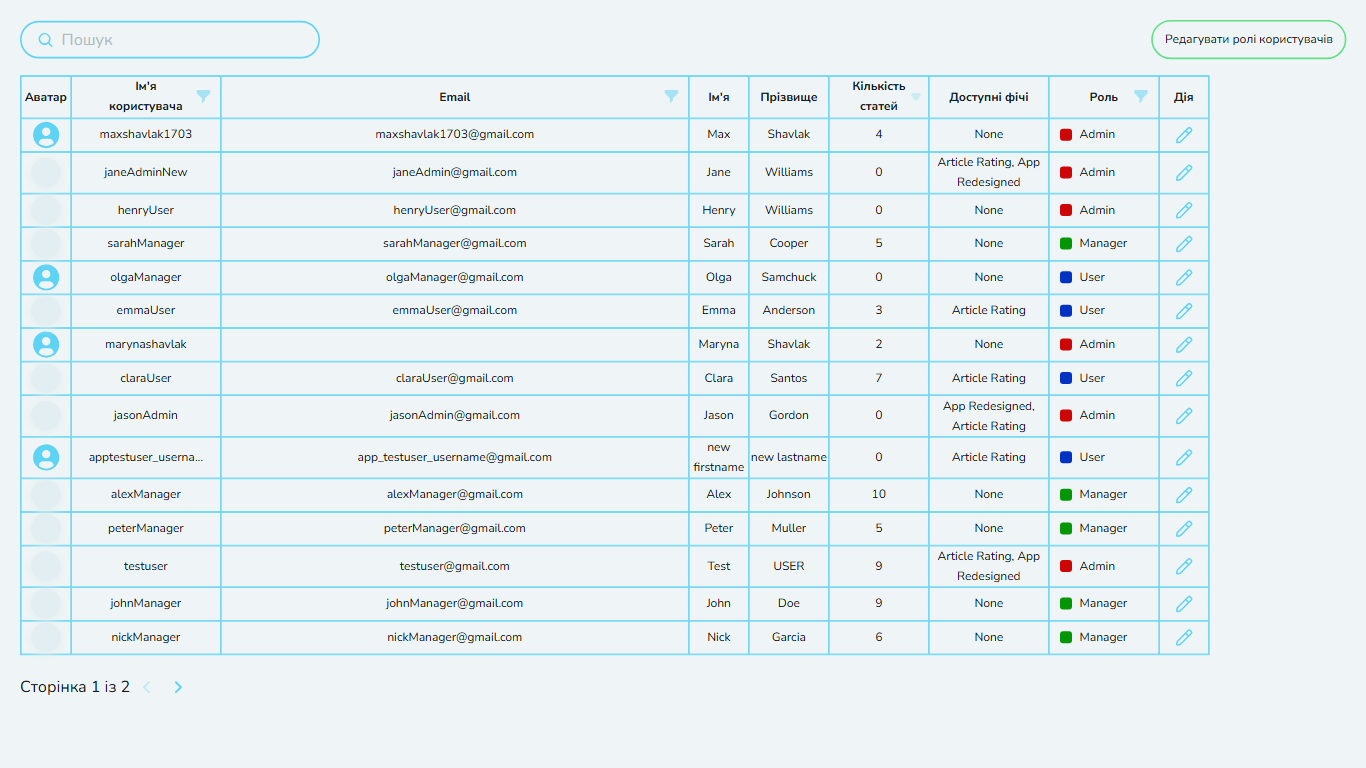 Пошук
Редагувати ролі користувачів
Аватар Ім'я користувача Email Ім'я Прізвище Кількість статей Доступні фічі Роль Дія
maxshavlak1703 maxshavlak1703@gmail.com Max Shavlak 4 None Admin
janeAdminNew janeAdmin@gmail.com Jane Williams 0 Article Rating, App Redesigned Admin
henryUser henryUser@gmail.com Henry Williams 0 None Admin
sarahManager sarahManager@gmail.com Sarah Cooper 5 None Manager
olgaManager olgaManager@gmail.com Olga Samchuck 0 None User
emmaUser emmaUser@gmail.com Emma Anderson 3 Article Rating User
marynashavlak Maryna Shavlak 2 None Admin
claraUser claraUser@gmail.com Clara Santos 7 Article Rating User
jasonAdmin jasonAdmin@gmail.com Jason Gordon 0 App Redesigned, Article Rating Admin
apptestuser_userna... app_testuser_username@gmail.com new firstname new lastname 0 Article Rating User
alexManager alexManager@gmail.com Alex Johnson 10 None Manager
peterManager peterManager@gmail.com Peter Muller 5 None Manager
testuser testuser@gmail.com Test USER 9 Article Rating, App Redesigned Admin
johnManager johnManager@gmail.com John Doe 9 None Manager
nickManager nickManager@gmail.com Nick Garcia 6 None Manager
Сторінка 1 із 2